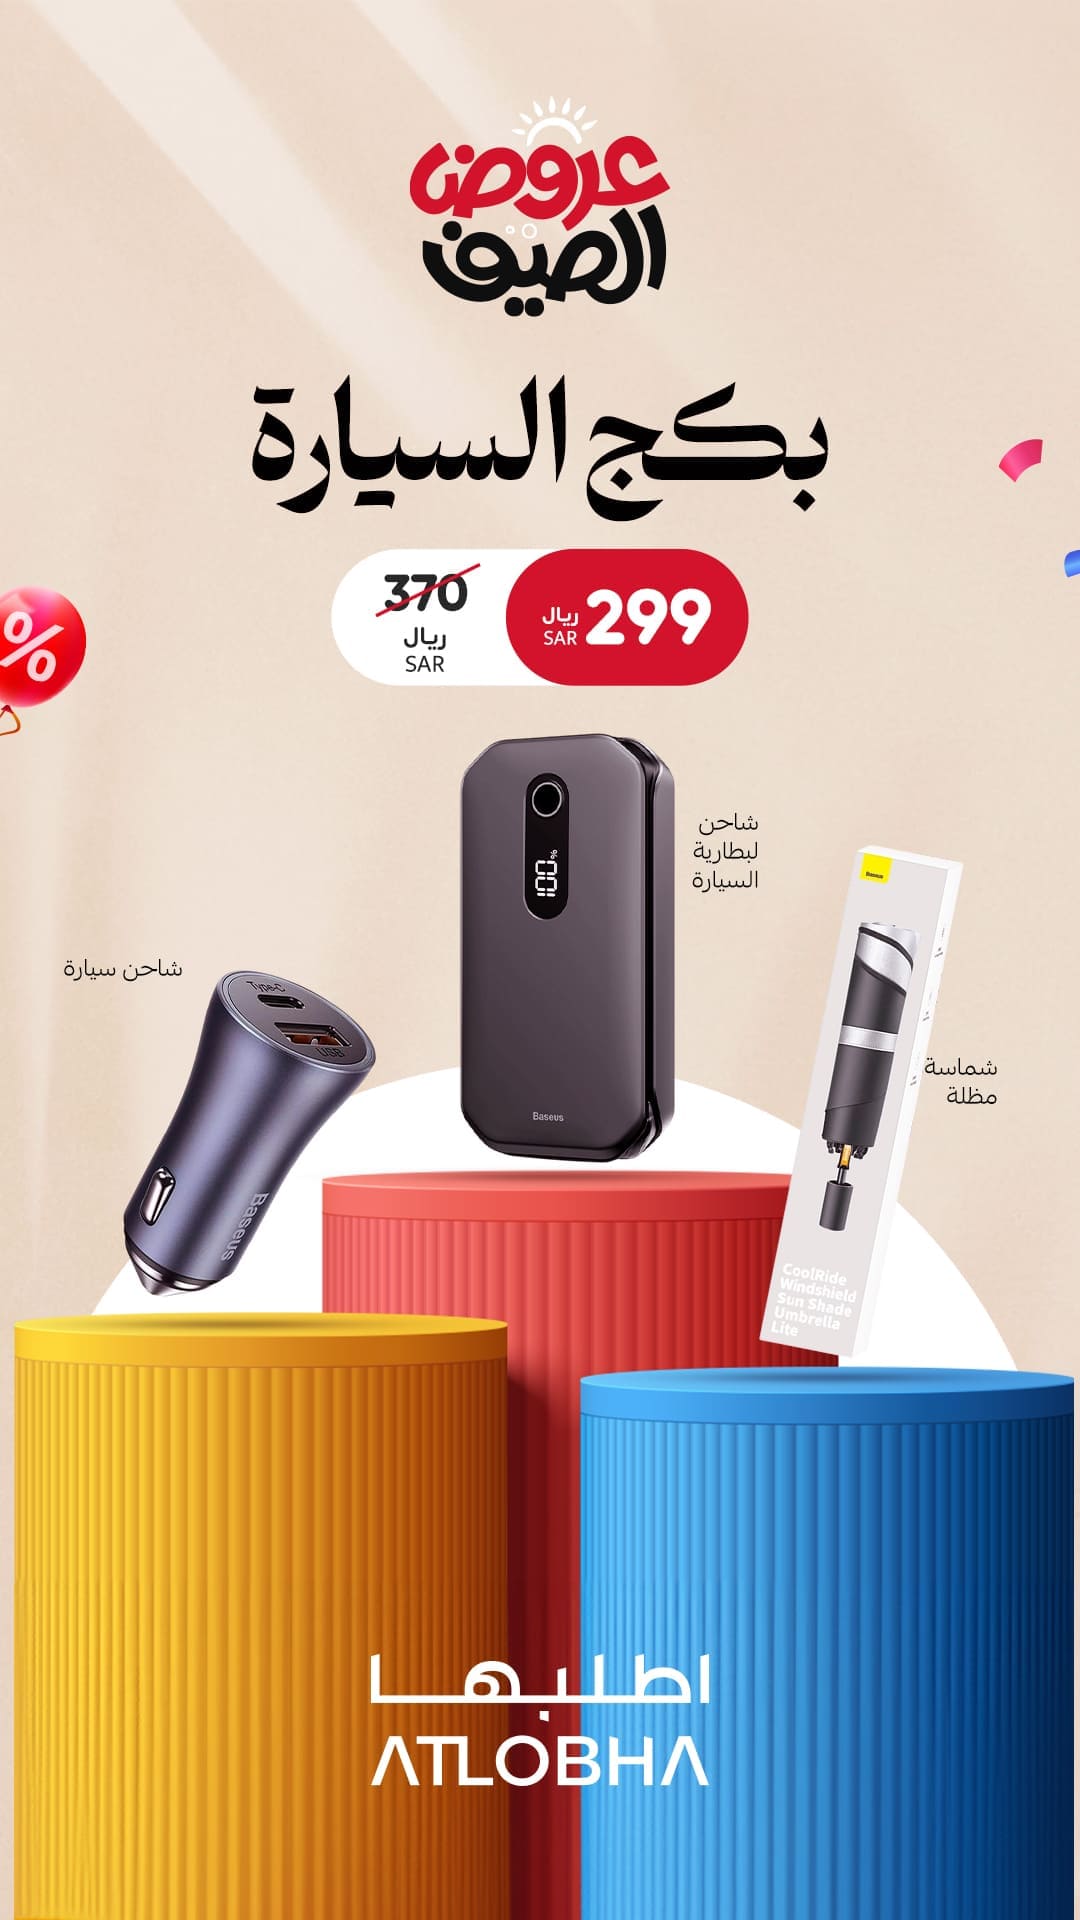 عروض
الصيف
بكج السيارة
299 ريال SAR
370
ريال
SAR
%
شاحن
لبطارية
السيارة
100%
Baseus
شاحن سيارة
Type-C
USB
Baseus
Baseus
شماسة
مظلة
CoolRide
Windshield
Sun Shade
Umbrella
Lite
اطلبها
ATLOBHA